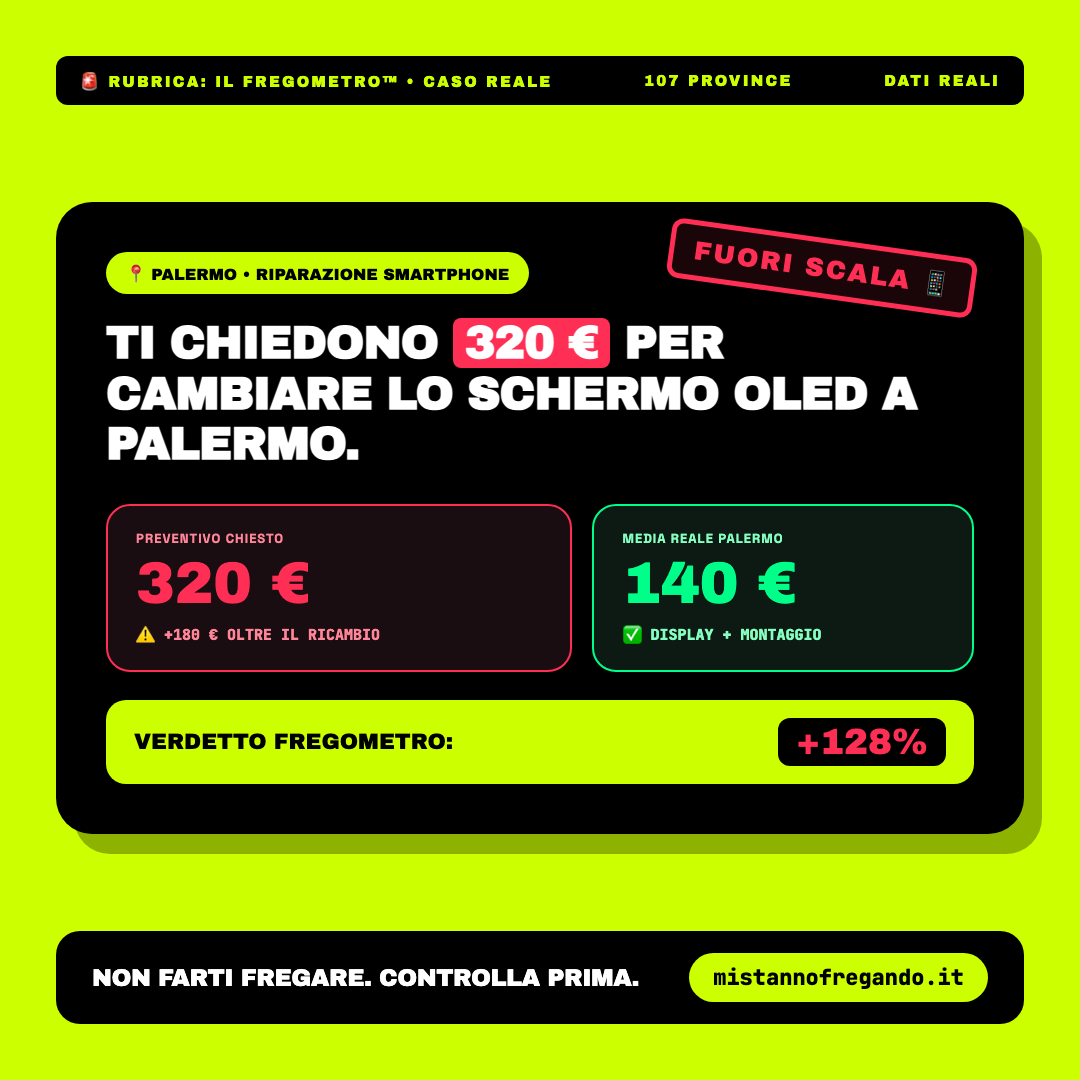 🚨 RUBRICA: IL FREGOMETRO™ • CASO REALE
107 PROVINCE
DATI REALI
FUORI SCALA 📱
📍 PALERMO • RIPARAZIONE SMARTPHONE
TI CHIEDONO 320 € PER
CAMBIARE LO SCHERMO OLED A
PALERMO.
PREVENTIVO CHIESTO
320 €
⚠️ +180 € OLTRE IL RICAMBIO
MEDIA REALE PALERMO
140 €
✅ DISPLAY + MONTAGGIO
VERDETTO FREGOMETRO:
+128%
NON FARTI FREGARE. CONTROLLA PRIMA.
mistannofregando.it